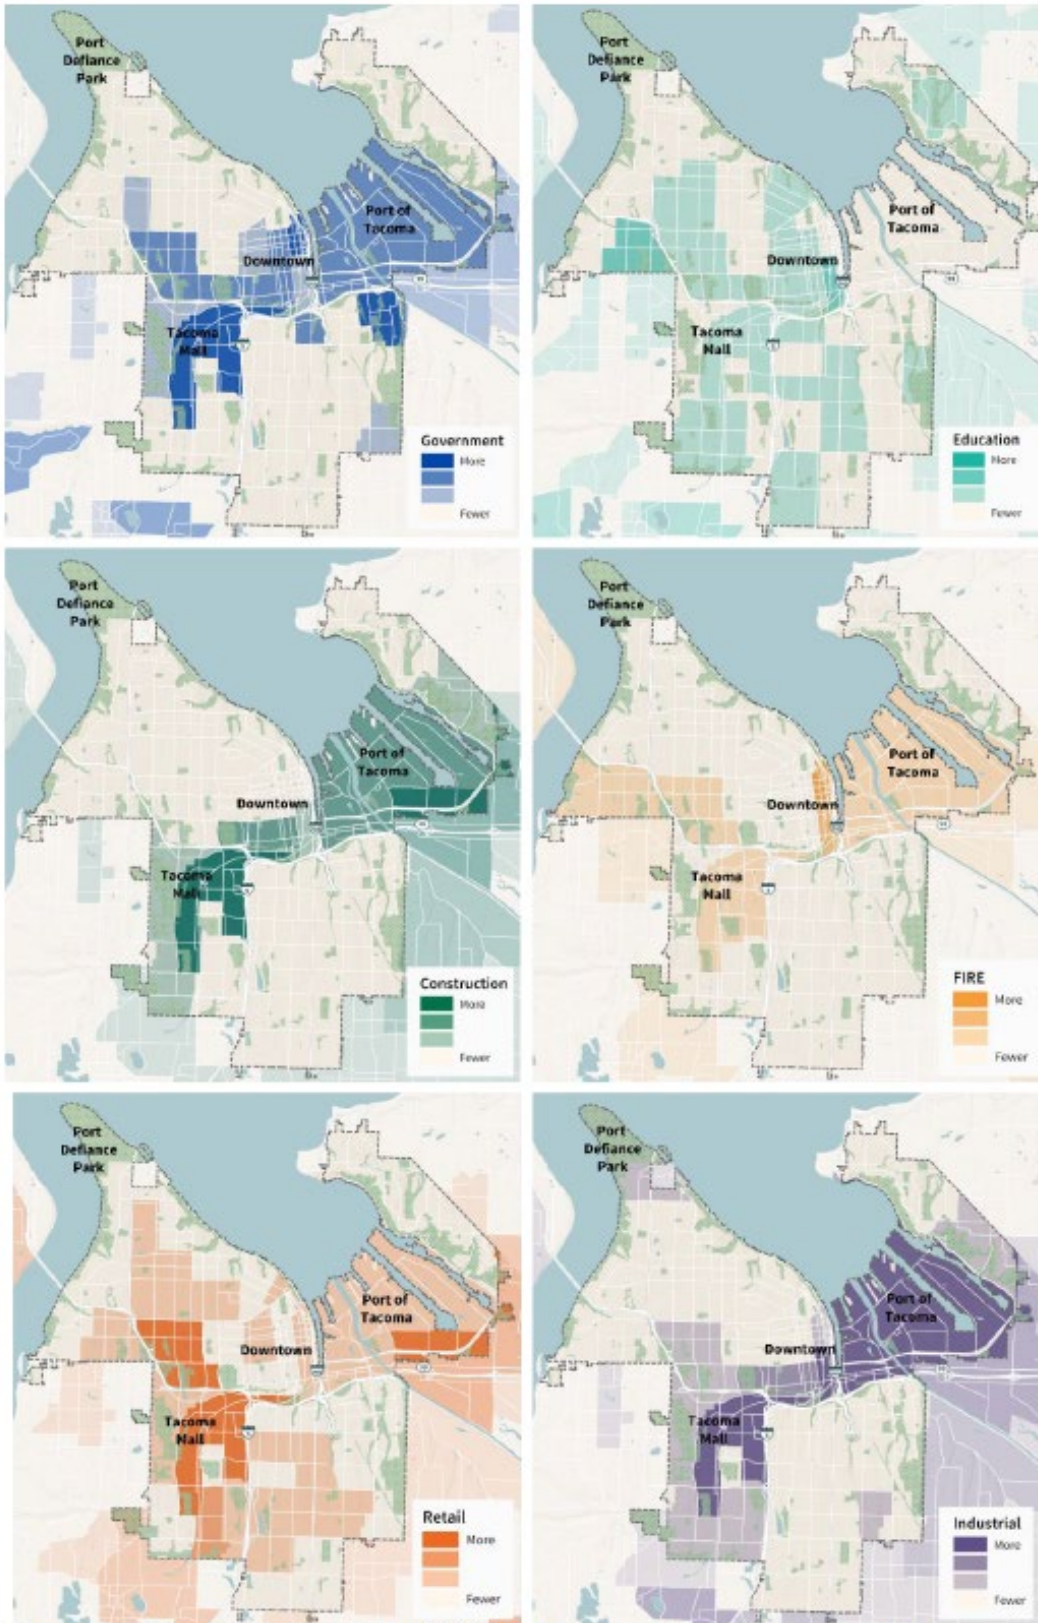 Port
Defiance
Park
Port of
Tacoma
Downtown
Tacoma
Mall
Government
More
Fewer
Port
Defiance
Park
Port of
Tacoma
Downtown
Tacoma
Mall
Education
More
Fewer
Port
Defiance
Park
Port of
Tacoma
Downtown
Tacoma
Mall
Construction
More
Fewer
Port
Defiance
Park
Port of
Tacoma
Downtown
Tacoma
Mall
FIRE
More
Fewer
Port
Defiance
Park
Port of
Tacoma
Downtown
Tacoma
Mall
Retail
More
Fewer
Port
Defiance
Park
Port of
Tacoma
Downtown
Tacoma
Mall
Industrial
More
Fewer